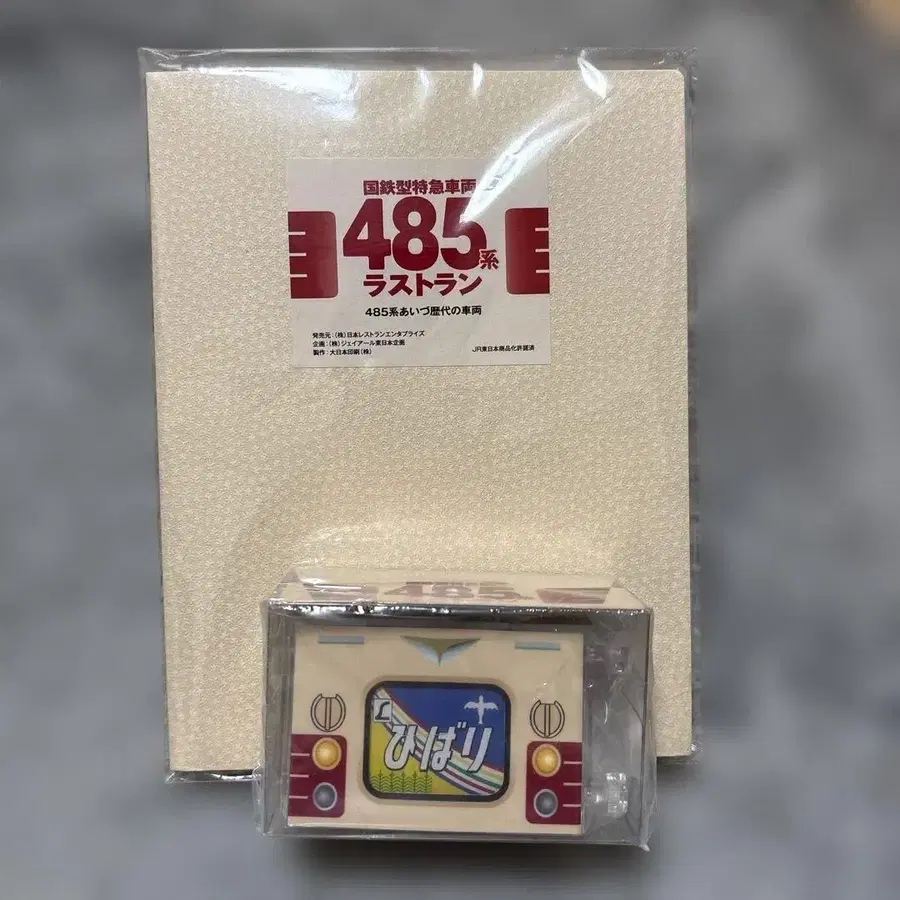 国鉄型特急車両
485系
ラストラン
485系あいづ歴代の車両
発売元：(株)日本レストランエンタプライズ
企画：(株)ジェイアール東日本企画
製作：大日本印刷(株)
JR東日本商品化許諾済
485系
L
ひばり